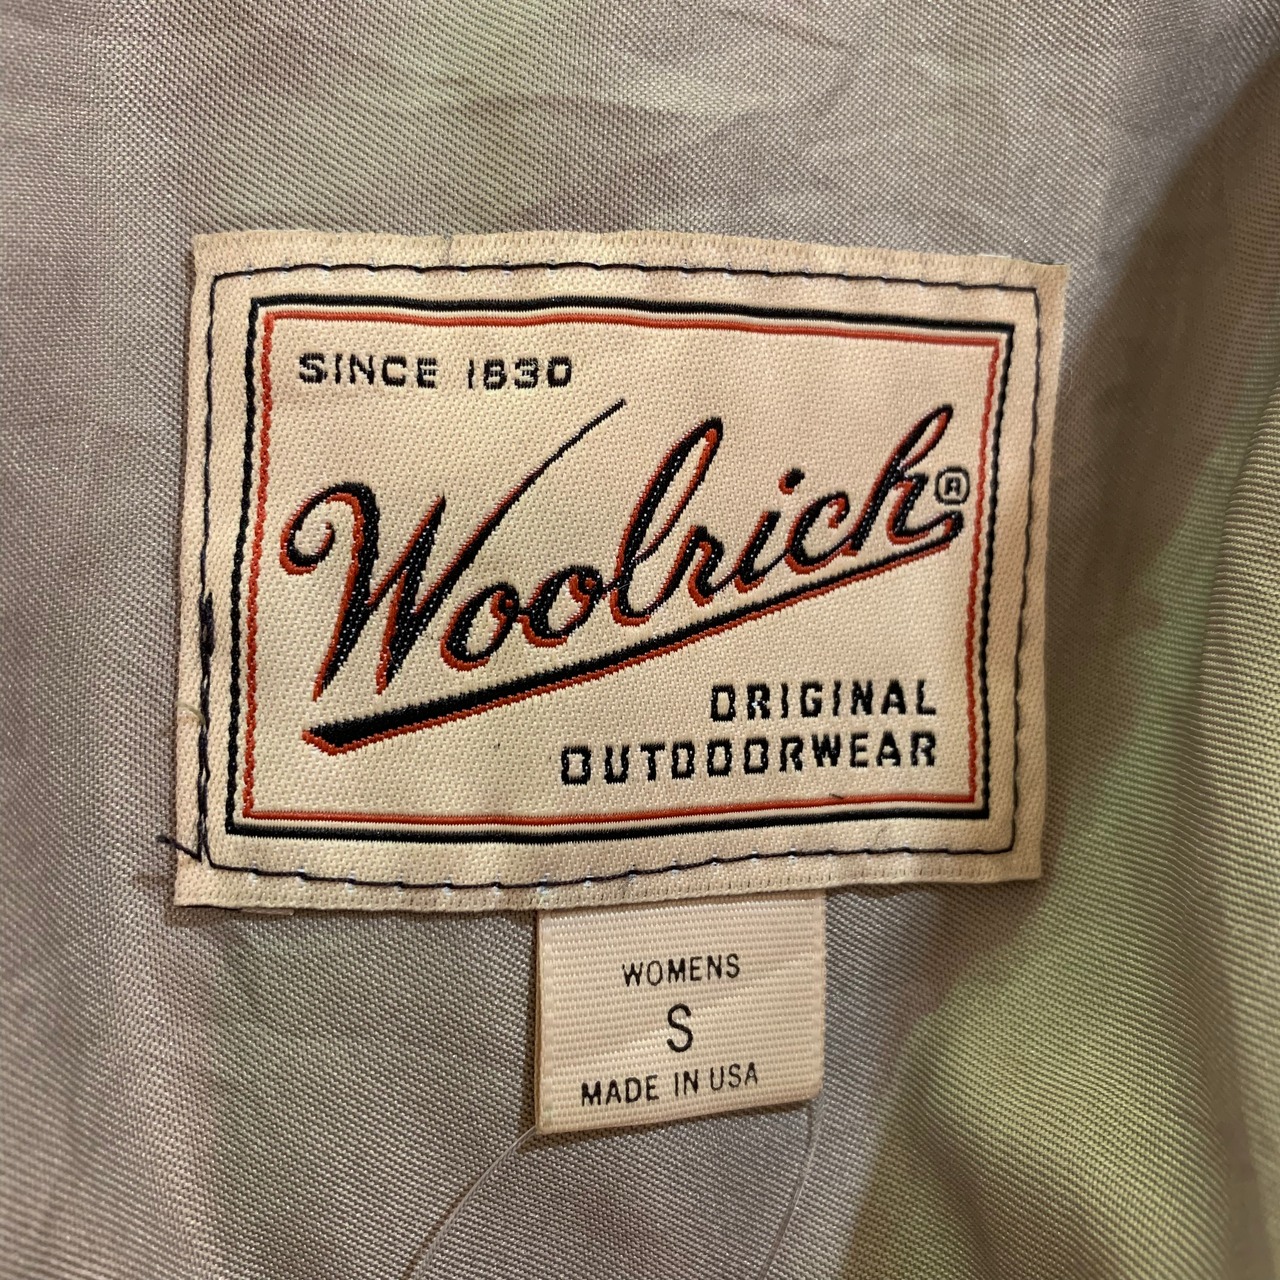 SINCE 1830
Woolrich®
ORIGINAL
OUTDOORWEAR
WOMENS
S
MADE IN USA